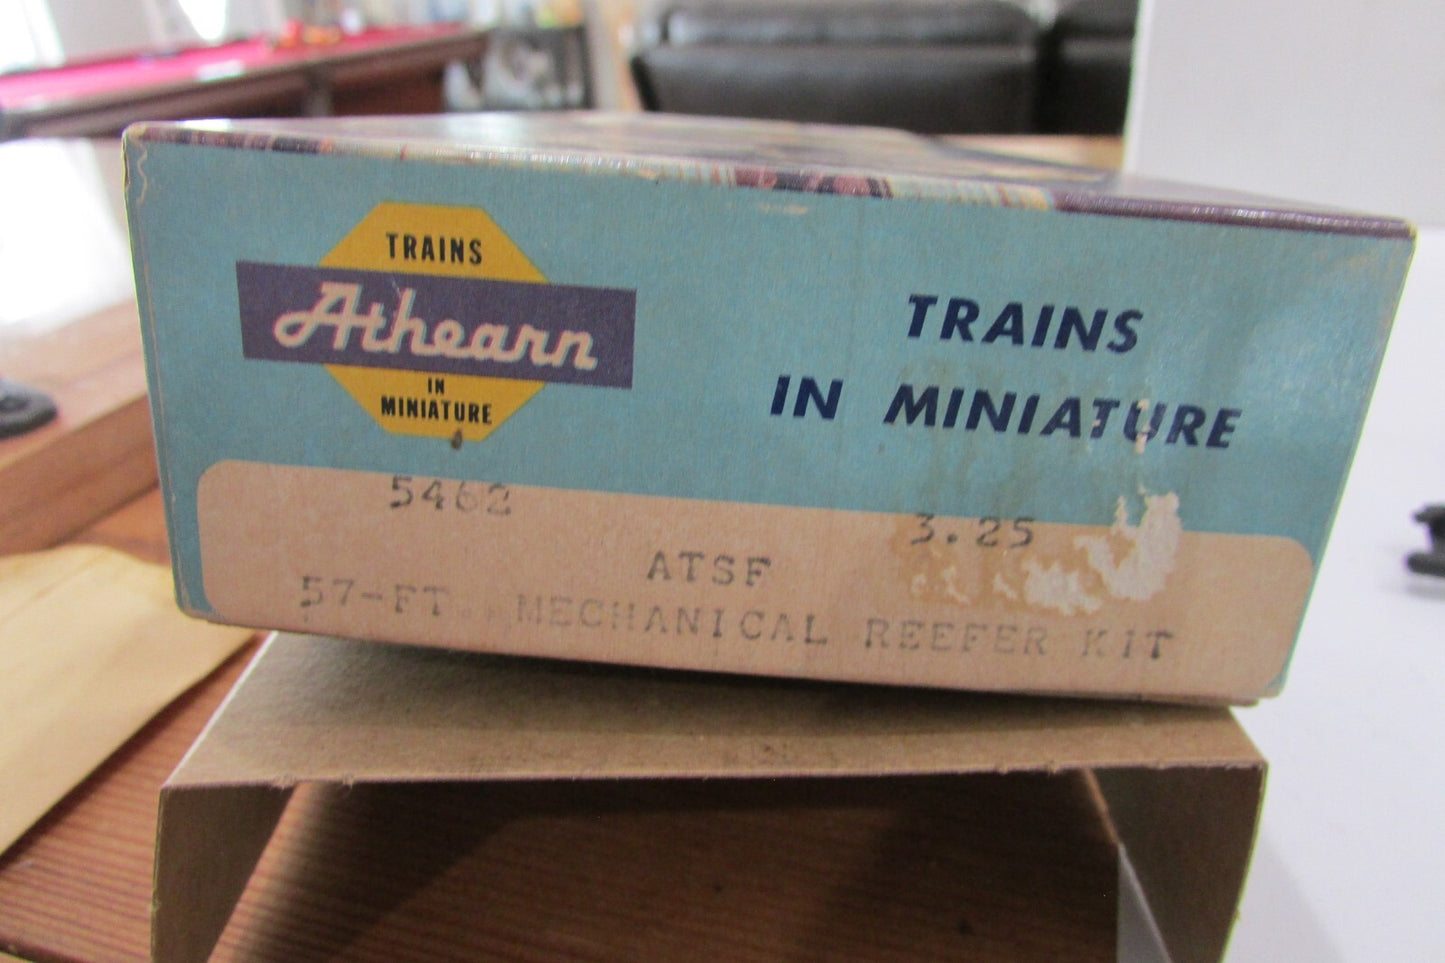 TRAINS
Athearn
IN
MINIATURE
TRAINS
IN MINIATURE
5462
3.25
ATSF
57-FT. MECHANICAL REEFER KIT